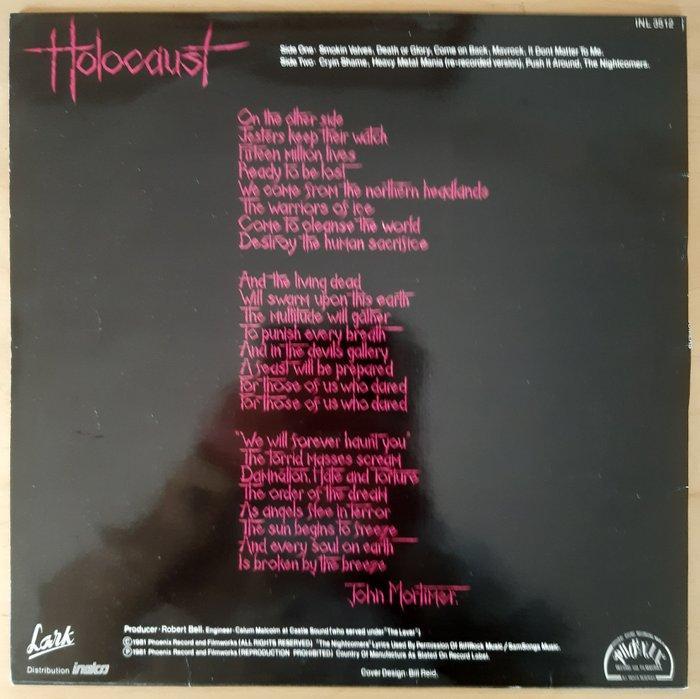 INL 3512
Holocaust
Side One · Smokin Valves, Death or Glory, Come on Back, Mavrock, It Dont Matter To Me.
Side Two · Cryin Shame, Heavy Metal Mania (re-recorded version), Push It Around, The Nightcomers.
On the other side
Jesters keep their watch
Fifteen million lives
Ready to be lost
We come from the northern headlands
The warriors of ice
Come to cleanse the world
Destroy the human sacrifice
And the living dead
Will swarm upon this earth
The Multitude will gather
To punish every breath
And in the devils gallery
A feast will be prepared
For those of us who dared
For those of us who dared
"We will forever haunt you"
The torrid masses scream
Damnation, Hate and Torture
The order of the dream
As angels flee in terror
The sun begins to freeze
And every soul on earth
Is broken by the breeze
John Mortimer.
Producer · Robert Bell. Engineer · Calum Malcolm at Castle Sound (who served under "The Level")
©1981 Phoenix Record and Filmworks (ALL RIGHTS RESERVED) "The Nightcomers" Lyrics Used By Permission Of
℗1981 Phoenix Record and Filmworks (REPRODUCTION PROHIBITED) Country Of Manufacture As Stated On Record Label.
Cover Design: Bill Reid.
Lark
Distribution inelco